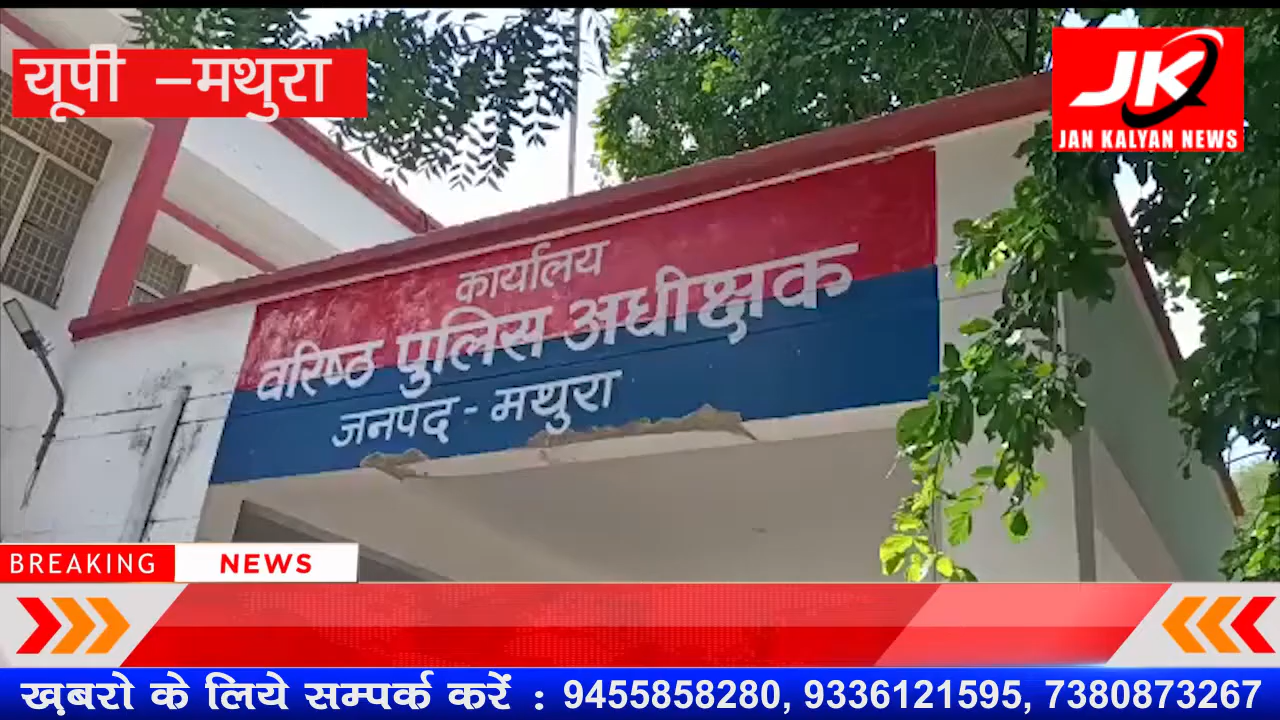 यूपी –मथुरा
JK
JAN KALYAN NEWS
कार्यालय
वरिष्ठ पुलिस अधीक्षक
जनपद - मथुरा
BREAKING NEWS
ख़बरो के लिये सम्पर्क करें : 9455858280, 9336121595, 7380873267